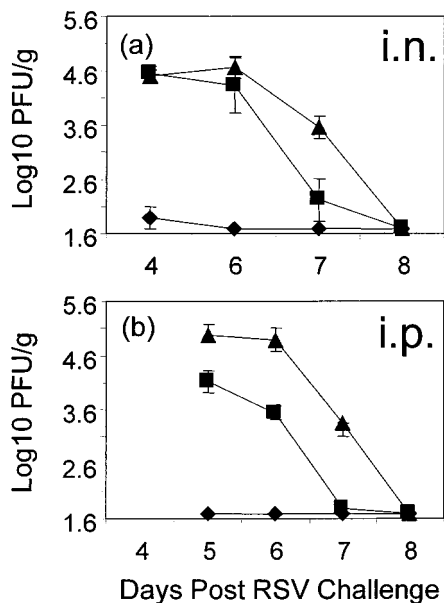 (a)
i.n.
Log10 PFU/g
5.6
4.6
3.6
2.6
1.6
4 6 7 8
(b)
i.p.
Log10 PFU/g
5.6
4.6
3.6
2.6
1.6
4 5 6 7 8
Days Post RSV Challenge